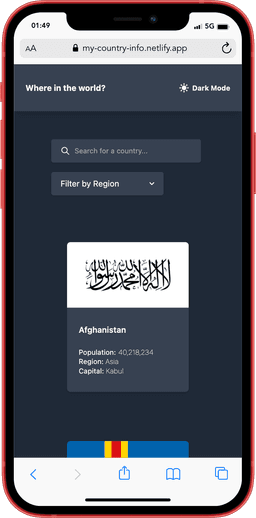 01:49
5G
AA my-country-info.netlify.app
Where in the world? Dark Mode
Search for a country...
Filter by Region
لا إله إلا الله محمد رسول الله
Afghanistan
Population: 40,218,234
Region: Asia
Capital: Kabul